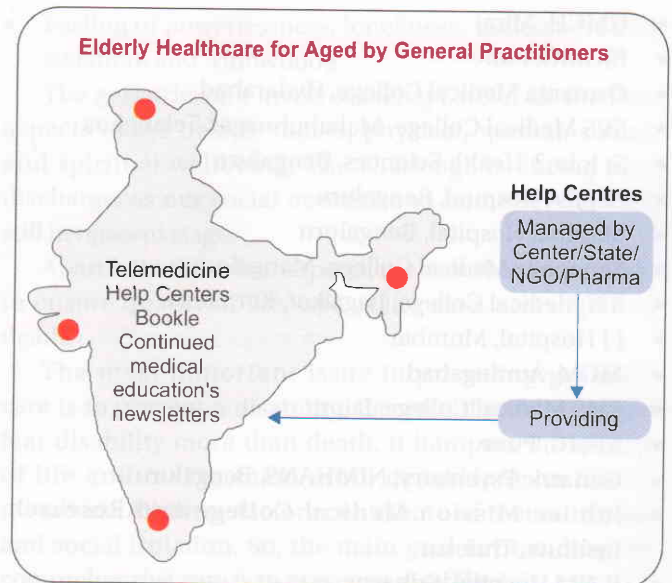 Elderly Healthcare for Aged by General Practitioners
Help Centres
Managed by
Center/State/
NGO/Pharma
Telemedicine
Help Centers
Bookle
Continued
medical
education's
newsletters
Providing